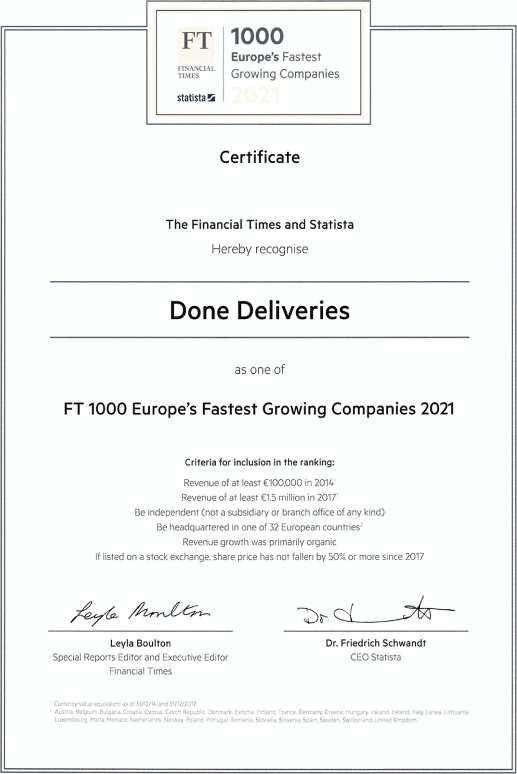 FT
FINANCIAL
TIMES
statista
1000
Europe's Fastest
Growing Companies
2021
Certificate
The Financial Times and Statista
Hereby recognise
Done Deliveries
as one of
FT 1000 Europe's Fastest Growing Companies 2021
Criteria for inclusion in the ranking:
Revenue of at least €100,000 in 2014¹
Revenue of at least €1.5 million in 2017¹
Be independent (not a subsidiary or branch office of any kind)
Be headquartered in one of 32 European countries²
Revenue growth was primarily organic
If listed on a stock exchange, share price has not fallen by 50% or more since 2017
Leyla Boulton
Dr. Friedrich Schwandt
Special Reports Editor and Executive Editor
CEO Statista
Financial Times
¹ Currency value equivalent as of 31/12/14 and 31/12/2017
² Austria, Belgium, Bulgaria, Croatia, Cyprus, Czech Republic, Denmark, Estonia, Finland, France, Germany, Greece, Hungary, Iceland, Ireland, Italy, Latvia, Lithuania
Luxembourg, Malta, Monaco, Netherlands, Norway, Poland, Portugal, Romania, Slovakia, Slovenia, Spain, Sweden, Switzerland, United Kingdom.